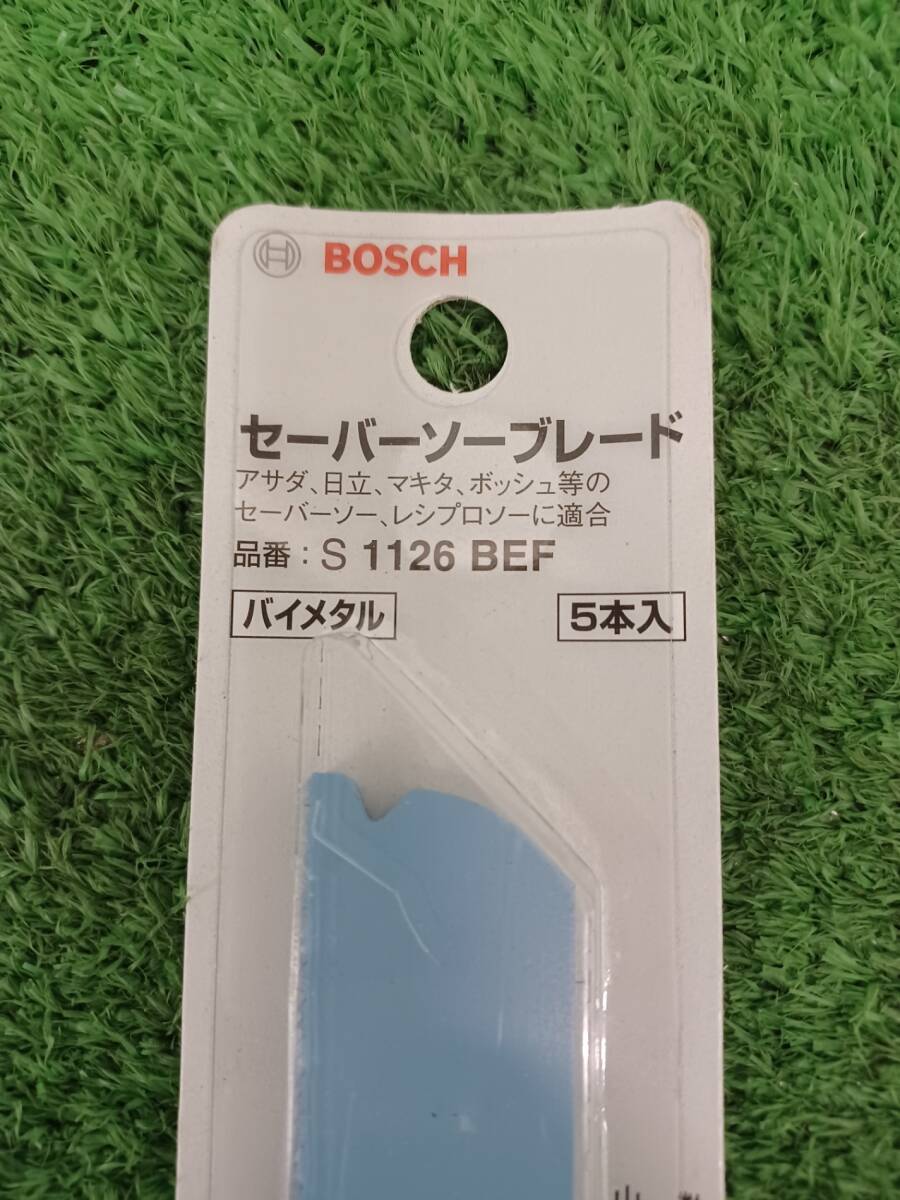 BOSCH
セーバーソーブレード
アサダ、日立、マキタ、ボッシュ等の
セーバーソー、レシプロソーに適合
品番：S 1126 BEF
バイメタル
5本入